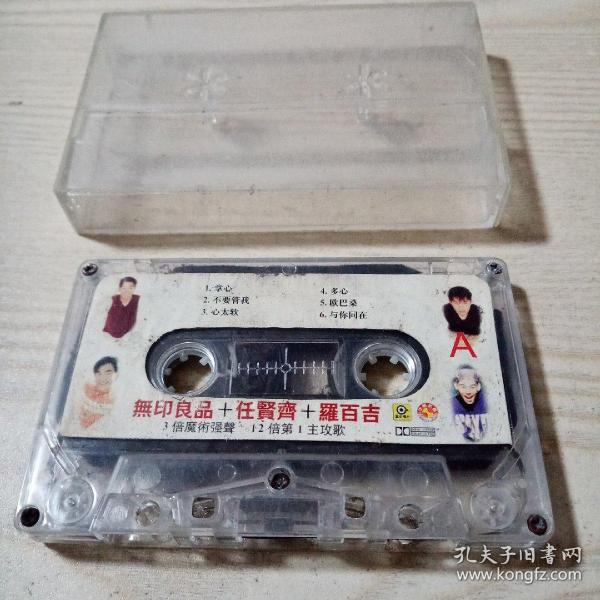 1. 掌心
2. 不要管我
3. 心太软
4. 多心
5. 欧巴桑
6. 与你同在
A
無印良品+任賢齊+羅百吉
3倍魔術强聲 12倍第1主攻歌
孔夫子旧书网
www.kongfz.com